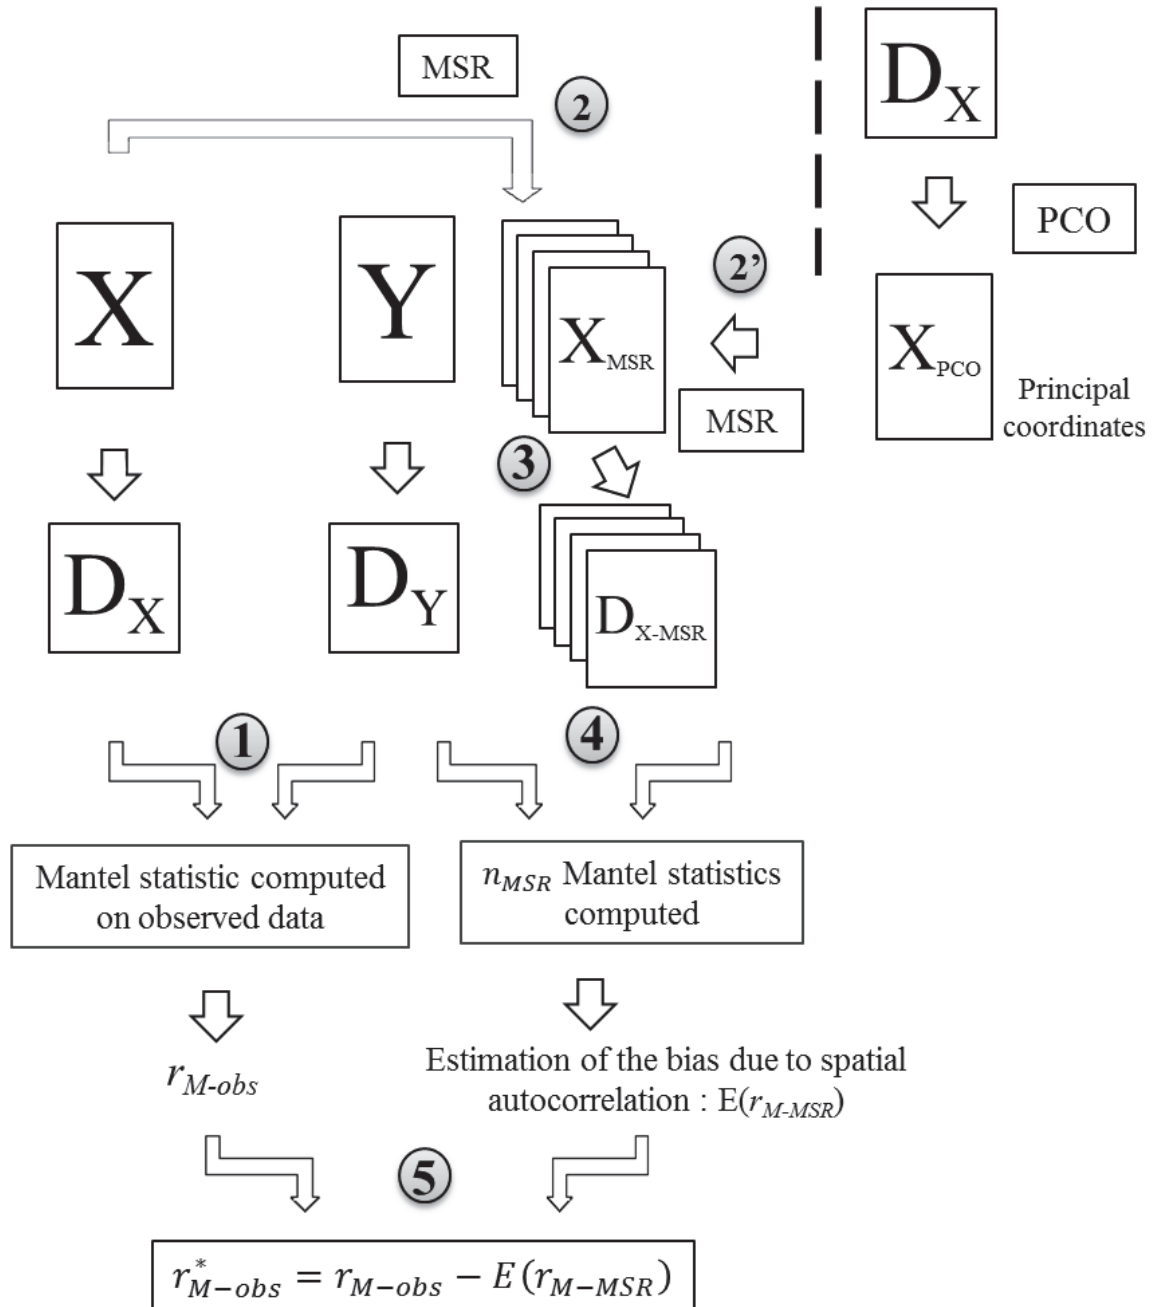 MSR
2
D_X
PCO
X
Y
X_MSR
2’
MSR
X_PCO
Principal
coordinates
3
D_X
D_Y
D_X-MSR
1
4
Mantel statistic computed
on observed data
n_MSR Mantel statistics
computed
r_M-obs
Estimation of the bias due to spatial
autocorrelation : E(r_M-MSR)
5
r*_M−obs = r_M−obs − E(r_M−MSR)